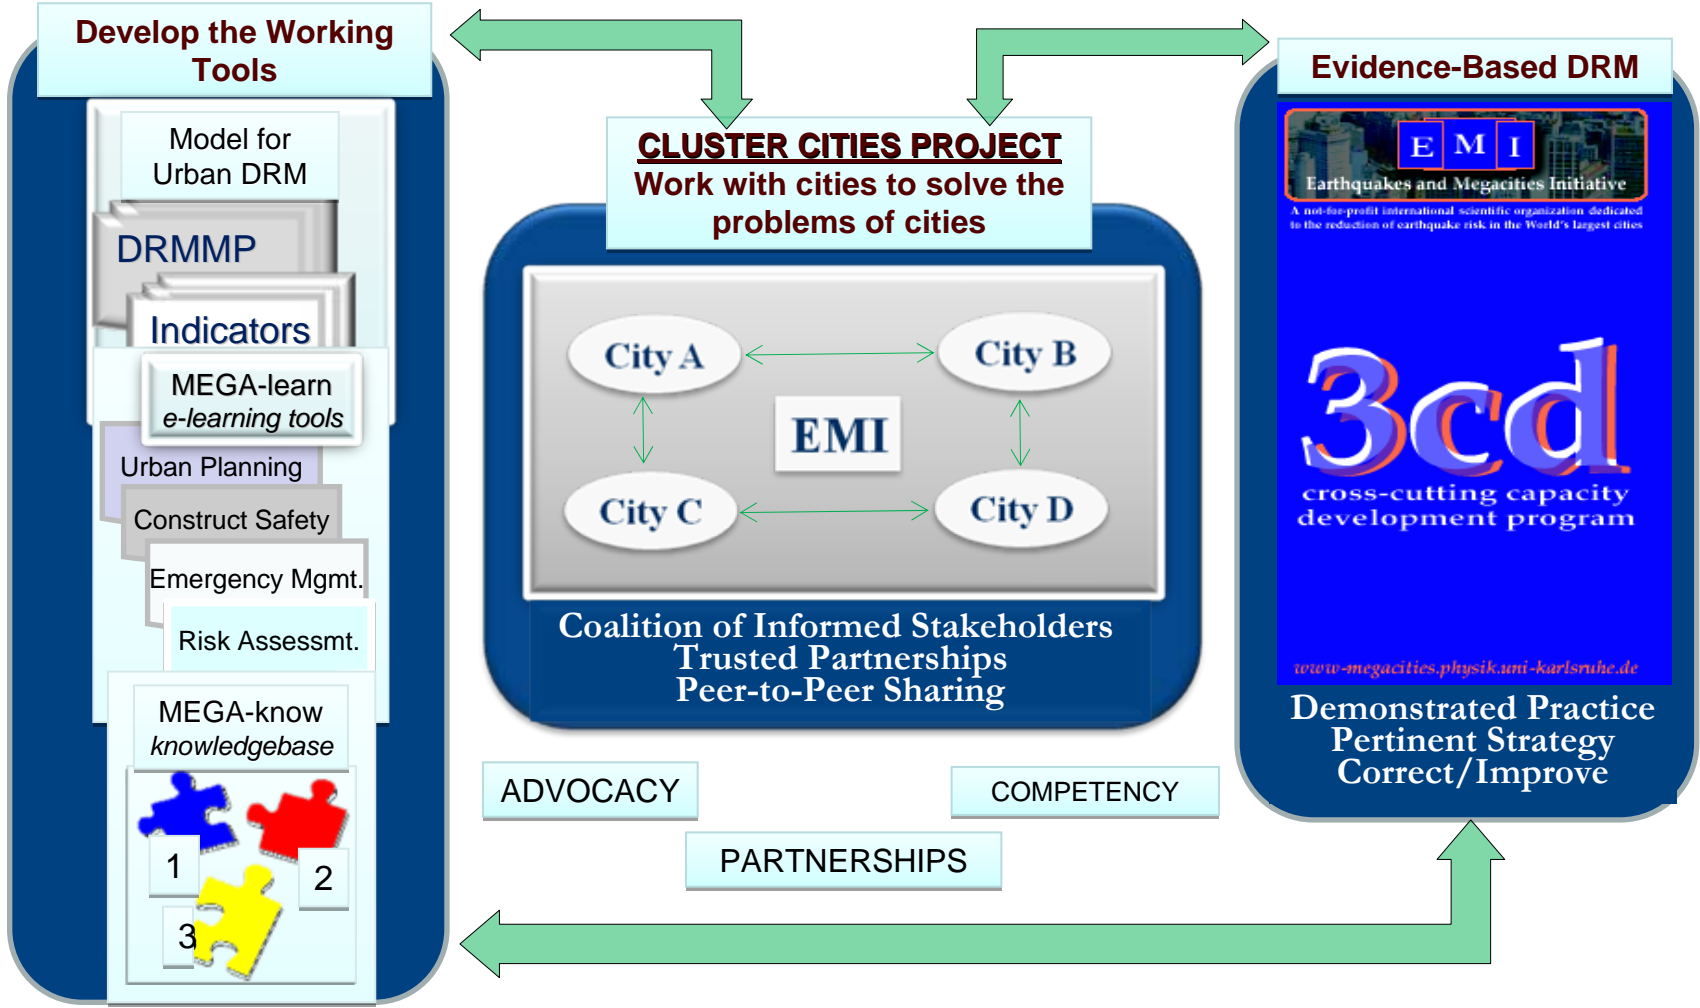 Develop the Working
Tools
Model for
Urban DRM
DRMMP
Indicators
MEGA-learn
e-learning tools
Urban Planning
Construct Safety
Emergency Mgmt.
Risk Assessmt.
MEGA-know
knowledgebase
1
2
3
CLUSTER CITIES PROJECT
Work with cities to solve the
problems of cities
City A
City B
EMI
City C
City D
Coalition of Informed Stakeholders
Trusted Partnerships
Peer-to-Peer Sharing
ADVOCACY
COMPETENCY
PARTNERSHIPS
Evidence-Based DRM
E M I
Earthquakes and Megacities Initiative
A not-for-profit international scientific organization dedicated
to the reduction of earthquake risk in the World's largest cities
3cd
cross-cutting capacity
development program
www-megacities.physik.uni-karlsruhe.de
Demonstrated Practice
Pertinent Strategy
Correct/Improve